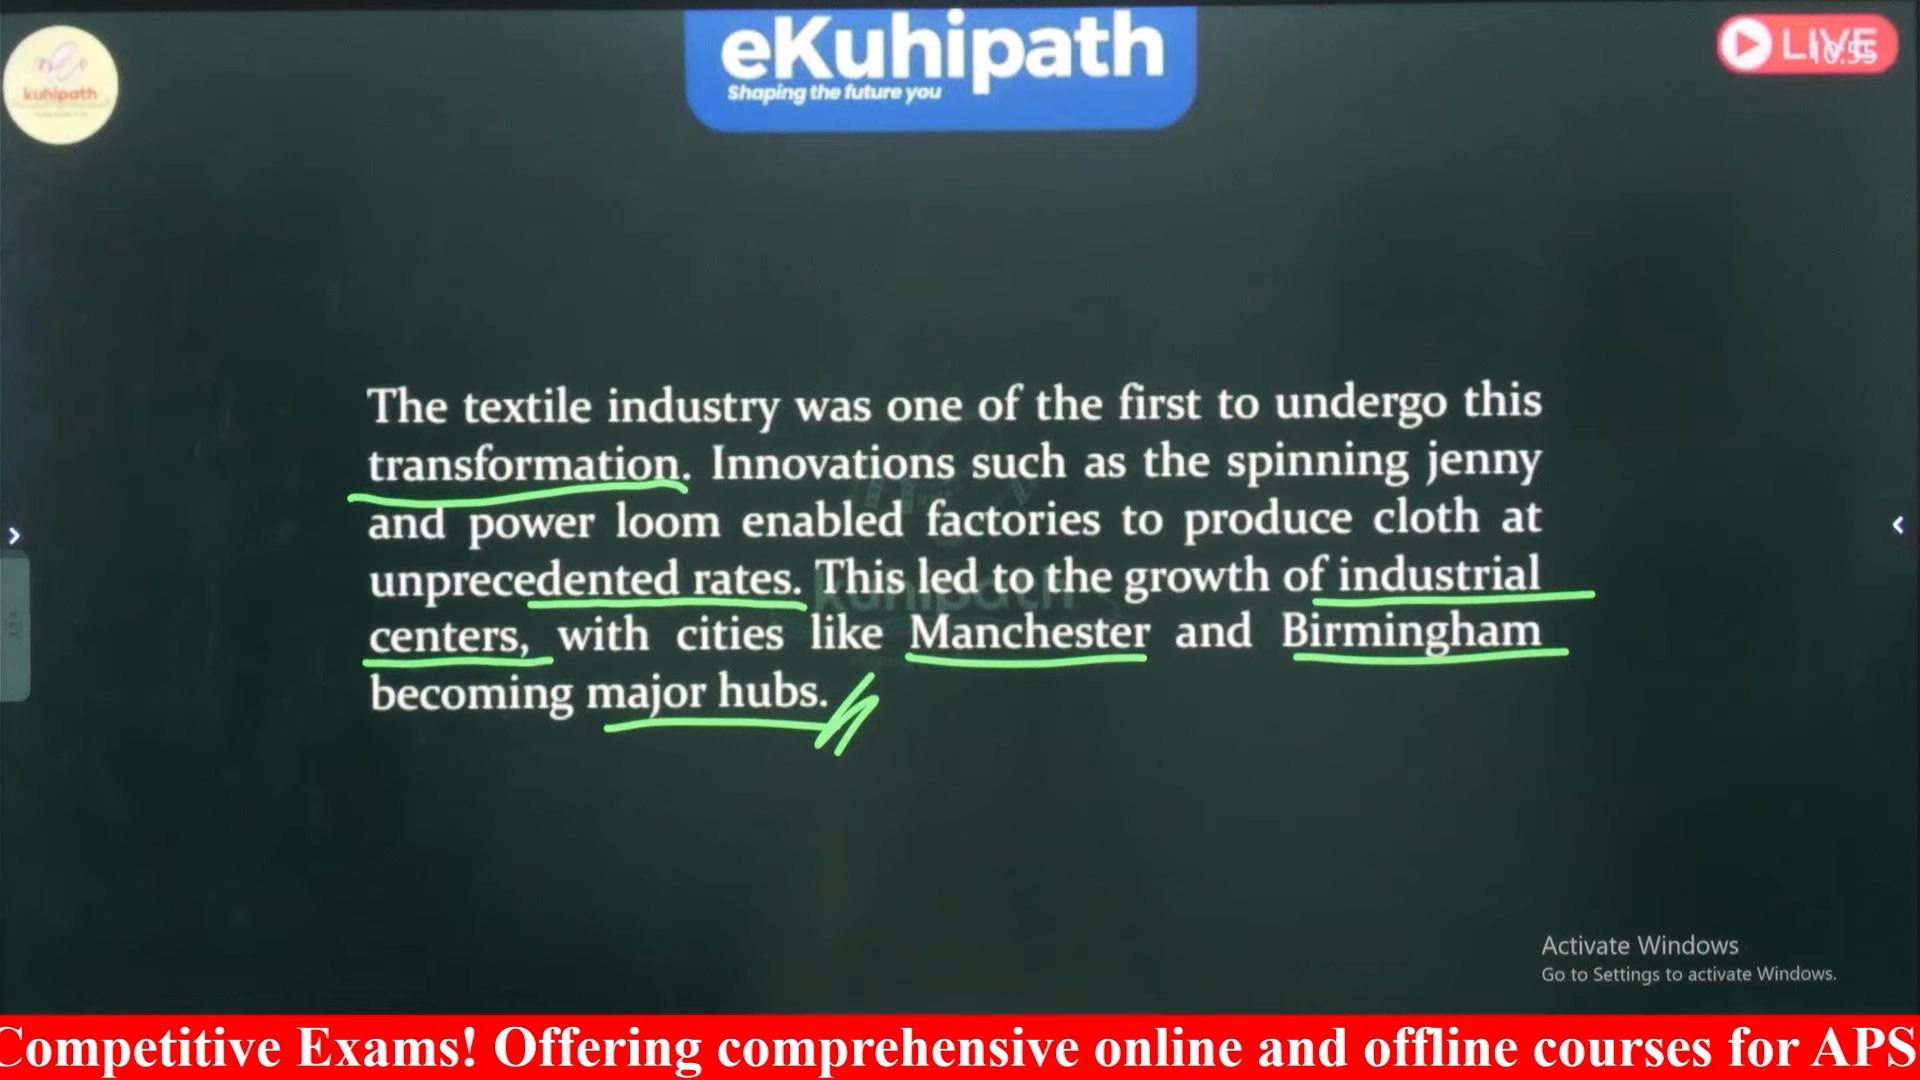 eKuhipath
Shaping the future you
kuhipath
LIVE
10:55
The textile industry was one of the first to undergo this
transformation. Innovations such as the spinning jenny
and power loom enabled factories to produce cloth at
unprecedented rates. This led to the growth of industrial
centers, with cities like Manchester and Birmingham
becoming major hubs.
kuhipath
Activate Windows
Go to Settings to activate Windows.
Competitive Exams! Offering comprehensive online and offline courses for APS